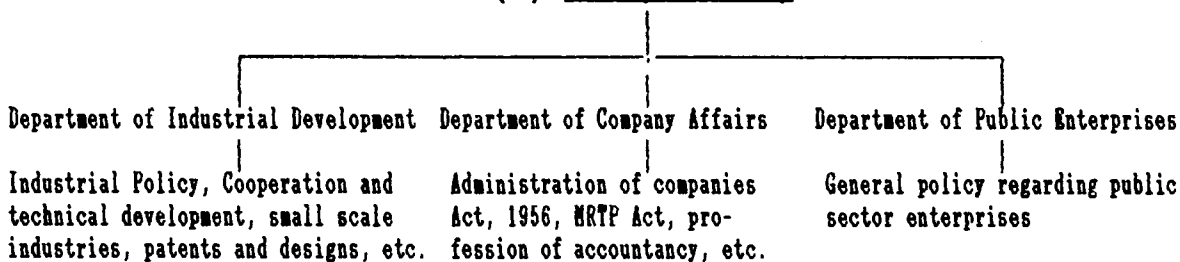 Department of Industrial Development
Department of Company Affairs
Department of Public Enterprises
Industrial Policy, Cooperation and
technical development, small scale
industries, patents and designs, etc.
Administration of companies
Act, 1956, MRTP Act, pro-
fession of accountancy, etc.
General policy regarding public
sector enterprises